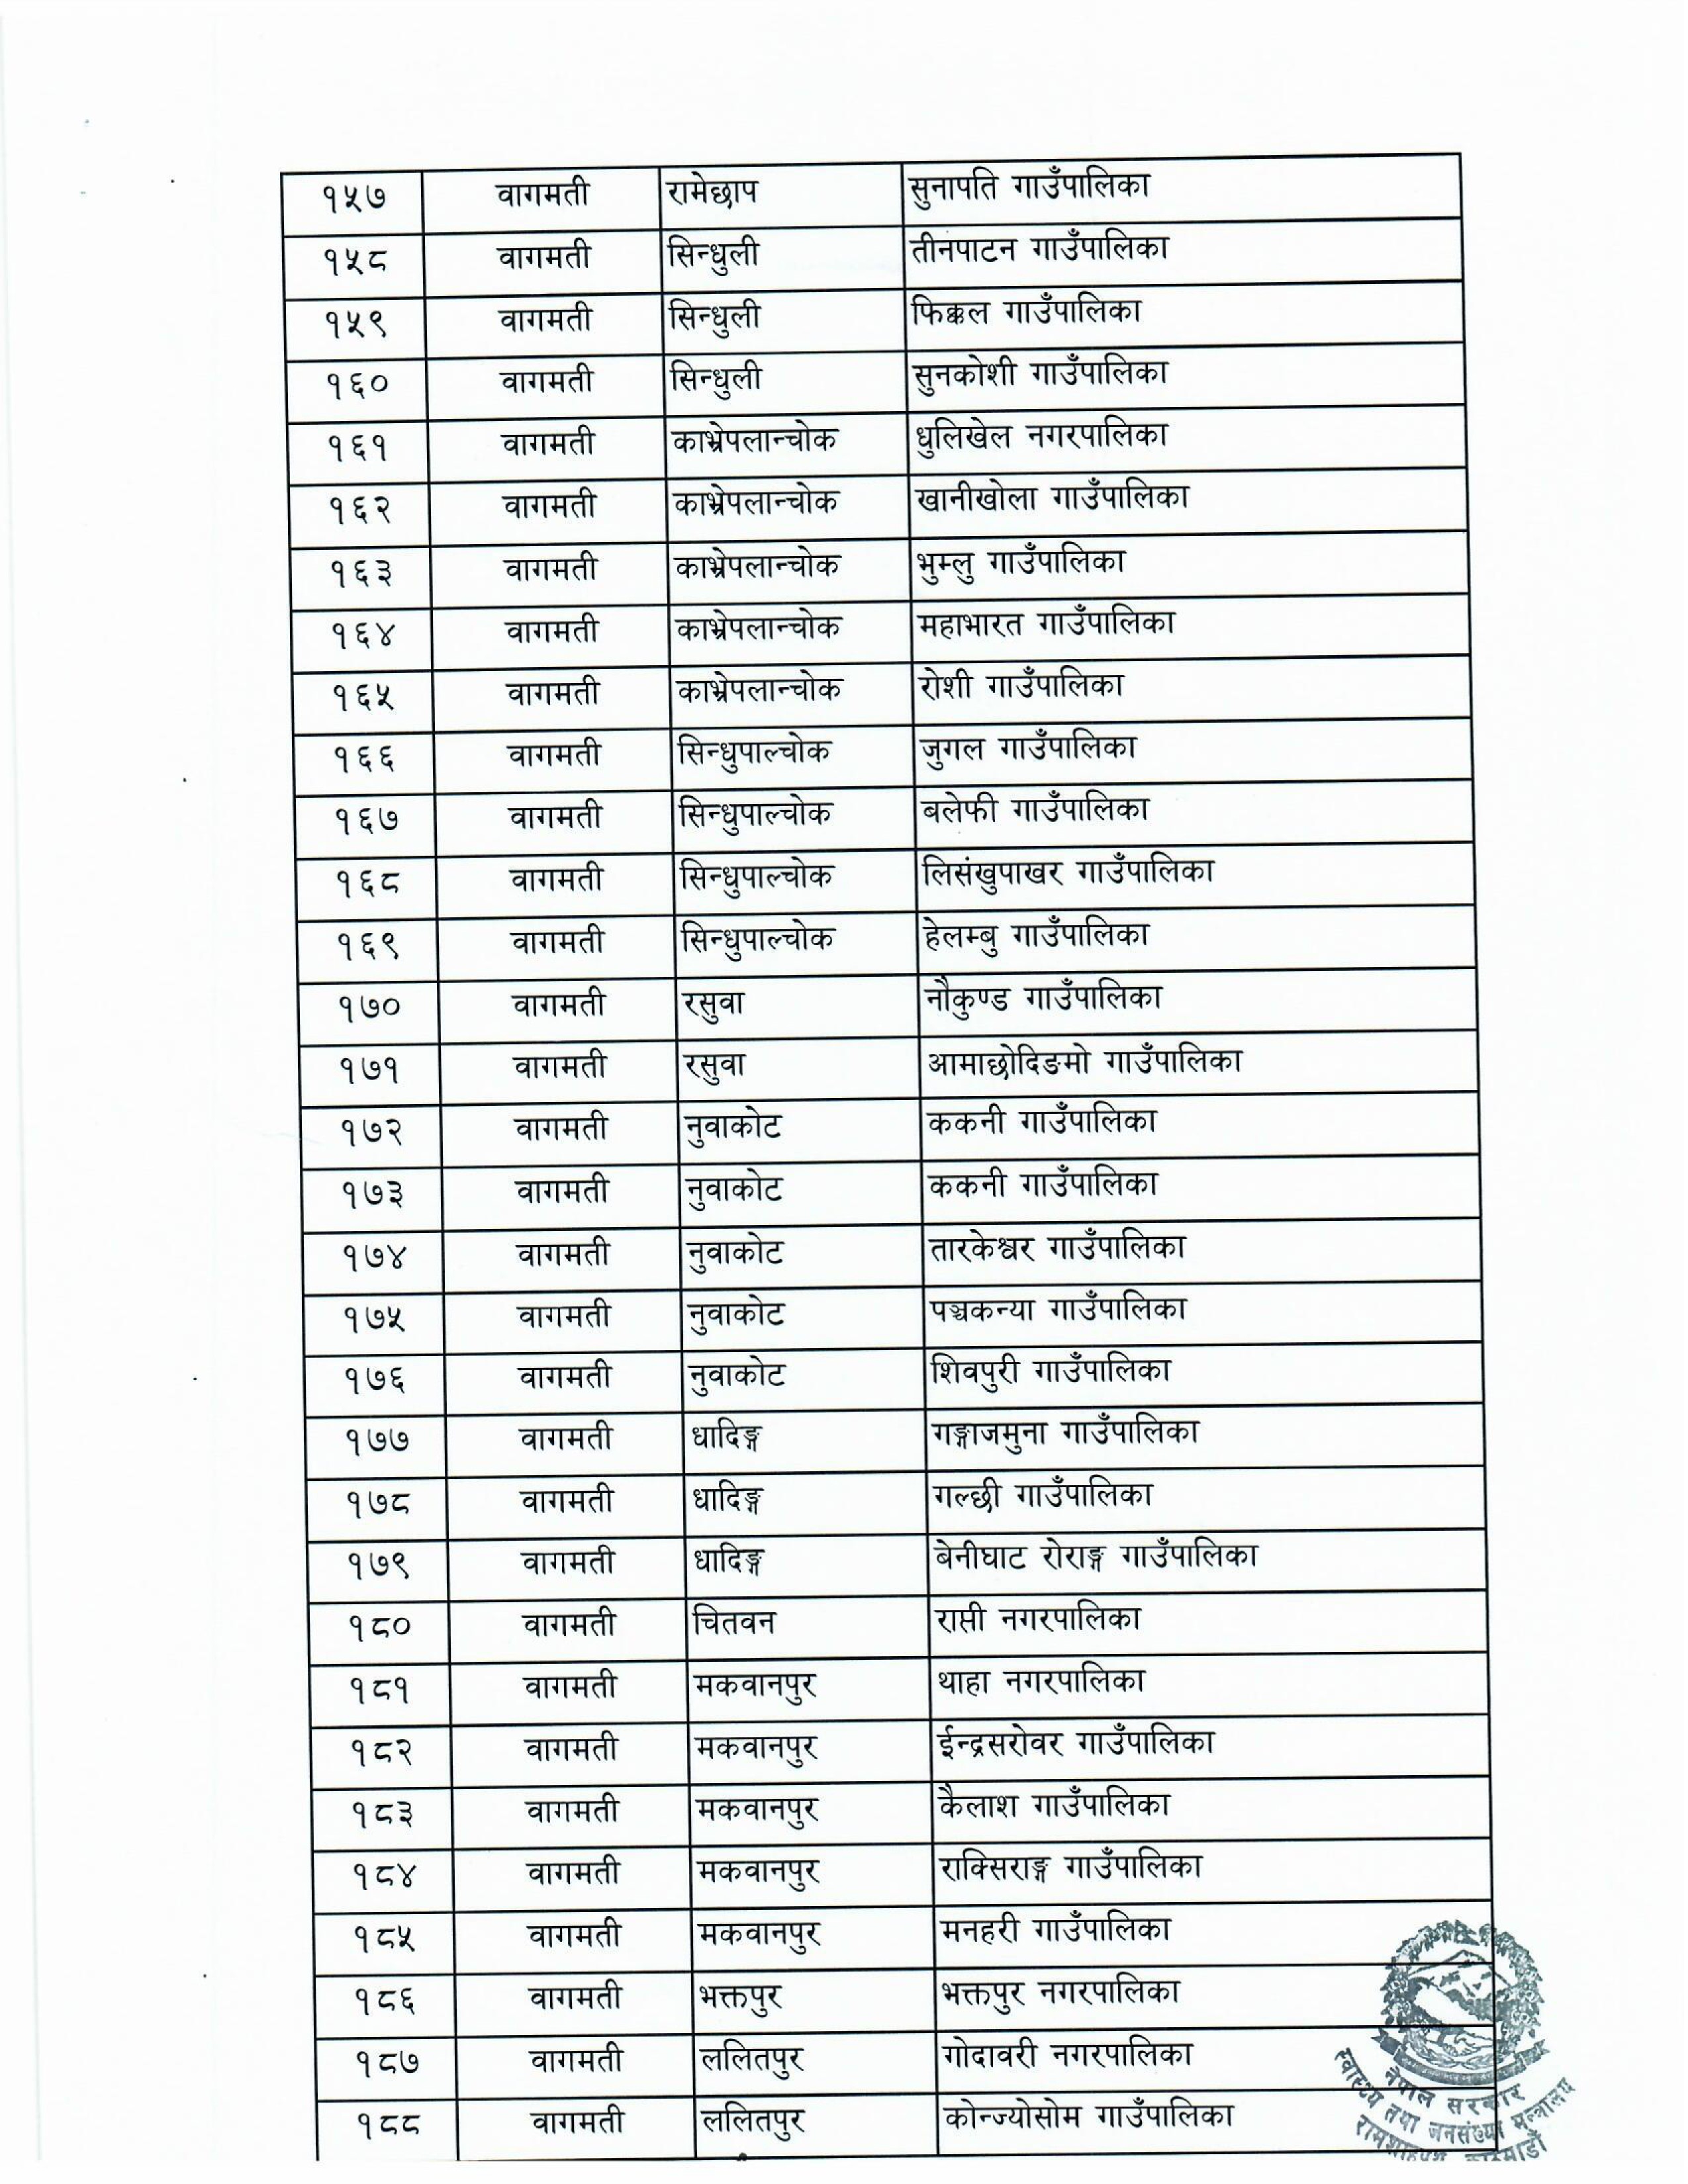 १५७ वागमती रामेछाप सुनापति गाउँपालिका
१५८ वागमती सिन्धुली तीनपाटन गाउँपालिका
१५९ वागमती सिन्धुली फिक्कल गाउँपालिका
१६० वागमती सिन्धुली सुनकोशी गाउँपालिका
१६१ वागमती काभ्रेपलान्चोक धुलिखेल नगरपालिका
१६२ वागमती काभ्रेपलान्चोक खानीखोला गाउँपालिका
१६३ वागमती काभ्रेपलान्चोक भुम्लु गाउँपालिका
१६४ वागमती काभ्रेपलान्चोक महाभारत गाउँपालिका
१६५ वागमती काभ्रेपलान्चोक रोशी गाउँपालिका
१६६ वागमती सिन्धुपाल्चोक जुगल गाउँपालिका
१६७ वागमती सिन्धुपाल्चोक बलेफी गाउँपालिका
१६८ वागमती सिन्धुपाल्चोक लिसंखुपाखर गाउँपालिका
१६९ वागमती सिन्धुपाल्चोक हेलम्बु गाउँपालिका
१७० वागमती रसुवा नौकुण्ड गाउँपालिका
१७१ वागमती रसुवा आमाछोदिङमो गाउँपालिका
१७२ वागमती नुवाकोट ककनी गाउँपालिका
१७३ वागमती नुवाकोट ककनी गाउँपालिका
१७४ वागमती नुवाकोट तारकेश्वर गाउँपालिका
१७५ वागमती नुवाकोट पञ्चकन्या गाउँपालिका
१७६ वागमती नुवाकोट शिवपुरी गाउँपालिका
१७७ वागमती धादिङ्ग गङ्गाजमुना गाउँपालिका
१७८ वागमती धादिङ्ग गल्छी गाउँपालिका
१७९ वागमती धादिङ्ग बेनीघाट रोराङ्ग गाउँपालिका
१८० वागमती चितवन राप्ती नगरपालिका
१८१ वागमती मकवानपुर थाहा नगरपालिका
१८२ वागमती मकवानपुर ईन्द्रसरोवर गाउँपालिका
१८३ वागमती मकवानपुर कैलाश गाउँपालिका
१८४ वागमती मकवानपुर राक्सिराङ्ग गाउँपालिका
१८५ वागमती मकवानपुर मनहरी गाउँपालिका
१८६ वागमती भक्तपुर भक्तपुर नगरपालिका
१८७ वागमती ललितपुर गोदावरी नगरपालिका
१८८ वागमती ललितपुर कोन्ज्योसोम गाउँपालिका
नेपाल सरकार
स्वास्थ्य तथा जनसंख्या मन्त्रालय